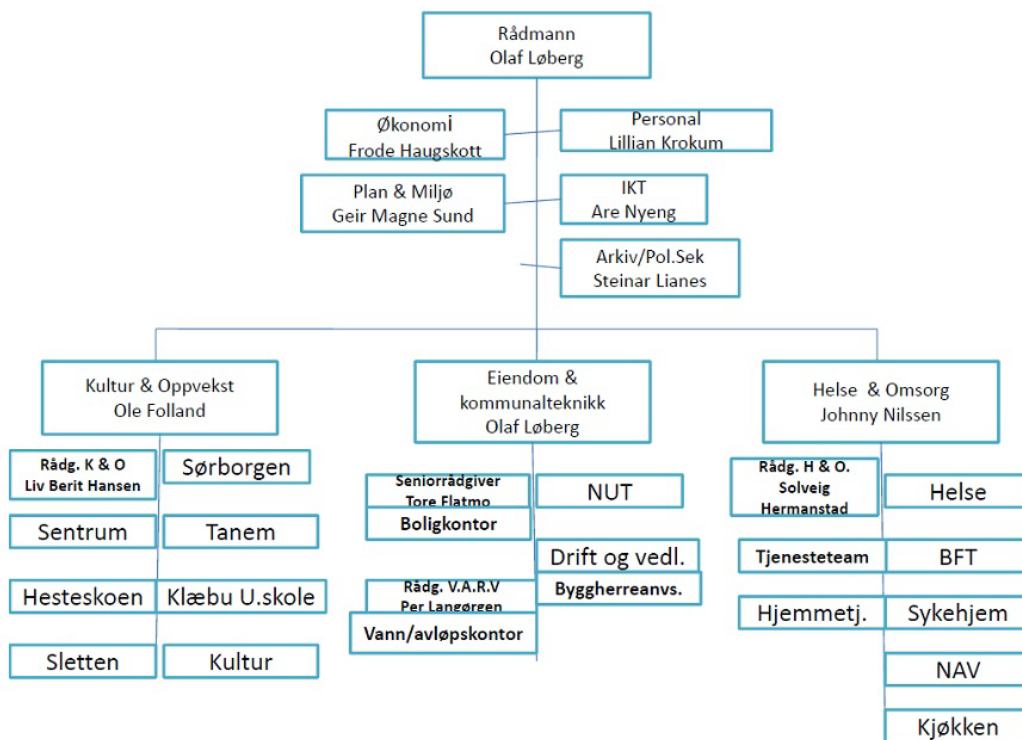 Rådmann
Olaf Løberg
Økonomi
Frode Haugskott
Personal
Lillian Krokum
Plan & Miljø
Geir Magne Sund
IKT
Are Nyeng
Arkiv/Pol.Sek
Steinar Lianes
Kultur & Oppvekst
Ole Folland
Eiendom &
kommunalteknikk
Olaf Løberg
Helse & Omsorg
Johnny Nilssen
Rådg. K & O
Liv Berit Hansen
Sørborgen
Sentrum
Tanem
Hesteskoen
Klæbu U.skole
Sletten
Kultur
Seniorrådgiver
Tore Flatmo
Boligkontor
NUT
Drift og vedl.
Byggherreanvs.
Rådg. V.A.R.V
Per Langørgen
Vann/avløpskontor
Rådg. H & O.
Solveig
Hermanstad
Helse
Tjenesteteam
BFT
Hjemmetj.
Sykehjem
NAV
Kjøkken